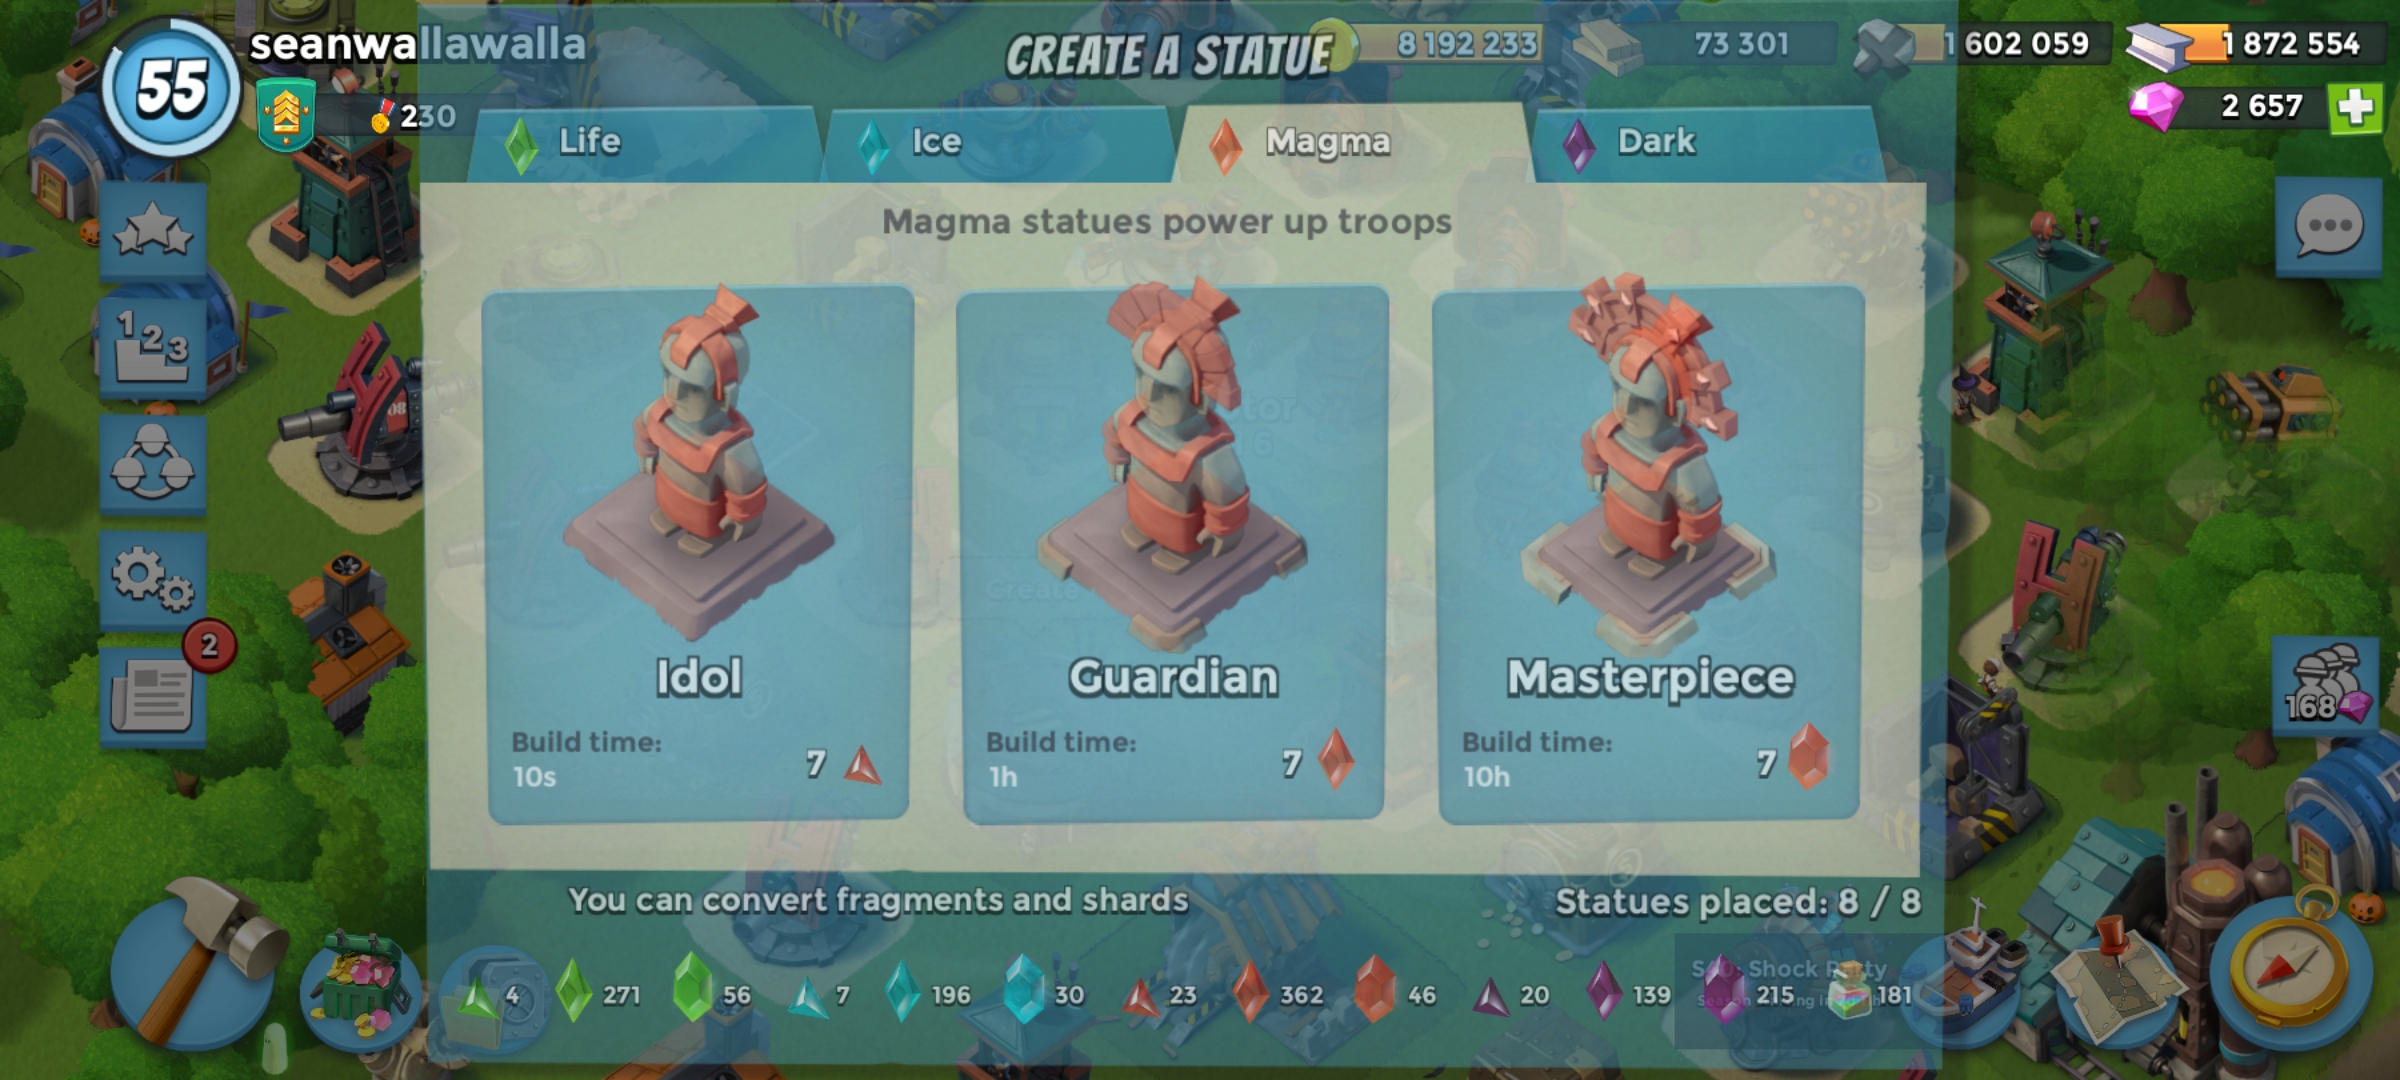 55
seanwallawalla
230
CREATE A STATUE
8 192 233
73 301
1 602 059
1 872 554
2 657
Life
Ice
Magma
Dark
Magma statues power up troops
123
08
2
168
Create
Idol
Build time:
10s
7
Guardian
Build time:
1h
7
Masterpiece
Build time:
10h
7
You can convert fragments and shards
Statues placed: 8 / 8
4
271
56
7
196
30
23
362
46
20
139
215
181
Shock Party